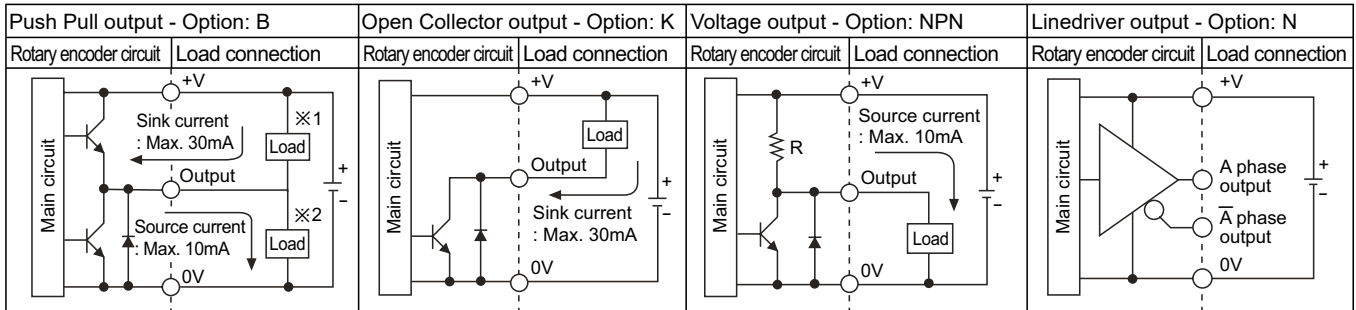 Push Pull output - Option: B
Rotary encoder circuit
Load connection
Main circuit
+V
Sink current
: Max. 30mA
※1
Load
Output
+
−
Source current
: Max. 10mA
※2
Load
0V
Open Collector output - Option: K
Rotary encoder circuit
Load connection
Main circuit
+V
Load
Output
Sink current
: Max. 30mA
+
−
0V
Voltage output - Option: NPN
Rotary encoder circuit
Load connection
Main circuit
+V
Source current
: Max. 10mA
R
Output
Load
+
−
0V
Linedriver output - Option: N
Rotary encoder circuit
Load connection
Main circuit
+V
A phase
output
A̅ phase
output
+
−
0V